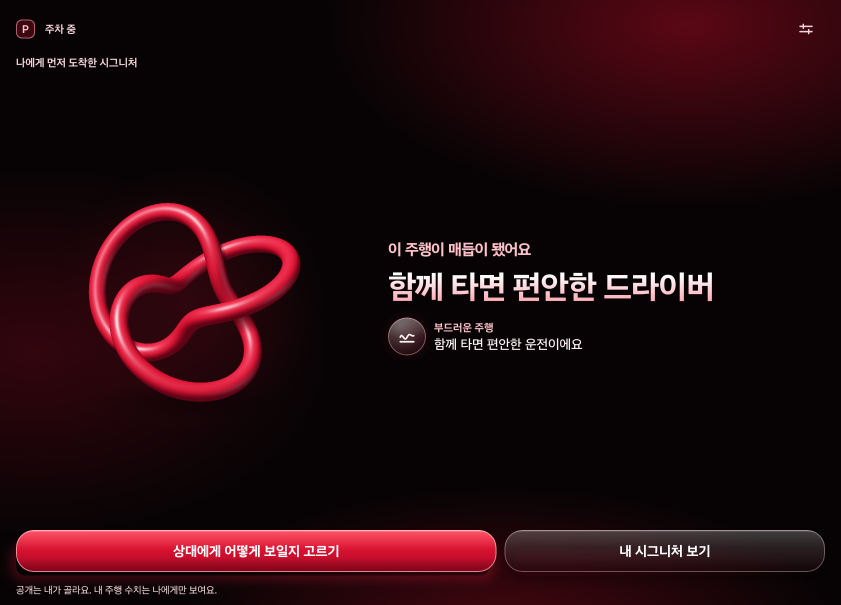 P 주차 중
나에게 먼저 도착한 시그니처
이 주행이 매듭이 됐어요
함께 타면 편안한 드라이버
부드러운 주행
함께 타면 편안한 운전이에요
상대에게 어떻게 보일지 고르기
내 시그니처 보기
공개는 내가 골라요. 내 주행 수치는 나에게만 보여요.